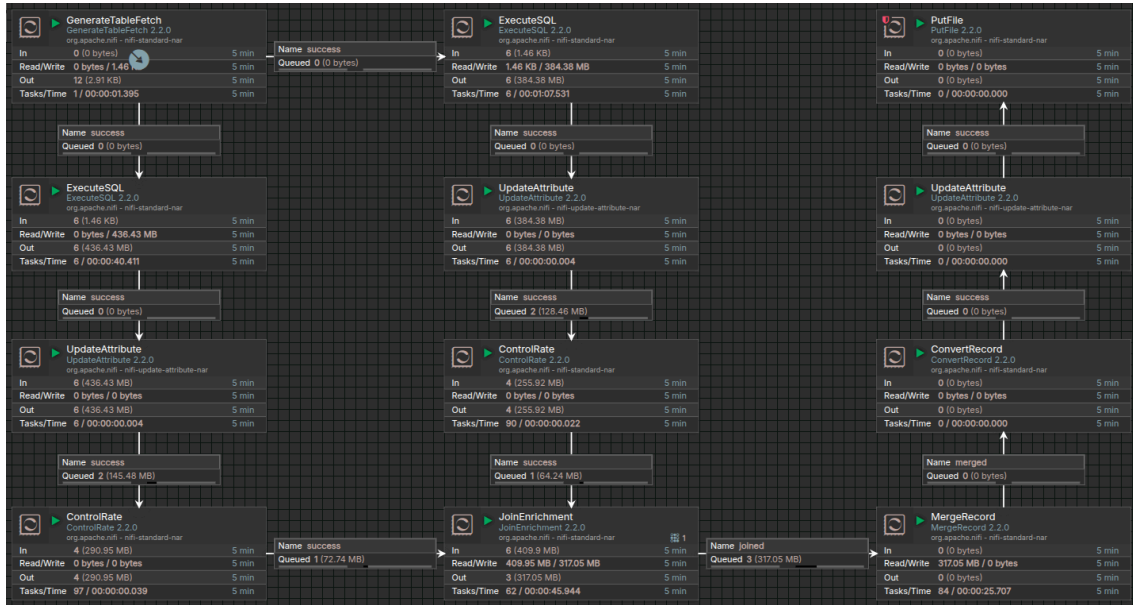 GenerateTableFetch
GenerateTableFetch 2.2.0
org.apache.nifi - nifi-standard-nar
In 0 (0 bytes) 5 min
Read/Write 0 bytes / 1.46 5 min
Out 12 (2.91 KB) 5 min
Tasks/Time 1 / 00:00:01.395 5 min
Name success
Queued 0 (0 bytes)
ExecuteSQL
ExecuteSQL 2.2.0
org.apache.nifi - nifi-standard-nar
In 6 (1.46 KB) 5 min
Read/Write 1.46 KB / 384.38 MB 5 min
Out 6 (384.38 MB) 5 min
Tasks/Time 6 / 00:01:07.531 5 min
PutFile
PutFile 2.2.0
org.apache.nifi - nifi-standard-nar
In 0 (0 bytes) 5 min
Read/Write 0 bytes / 0 bytes 5 min
Out 0 (0 bytes) 5 min
Tasks/Time 0 / 00:00:00.000 5 min
Name success
Queued 0 (0 bytes)
Name success
Queued 0 (0 bytes)
Name success
Queued 0 (0 bytes)
ExecuteSQL
ExecuteSQL 2.2.0
org.apache.nifi - nifi-standard-nar
In 6 (1.46 KB) 5 min
Read/Write 0 bytes / 436.43 MB 5 min
Out 6 (436.43 MB) 5 min
Tasks/Time 6 / 00:00:40.411 5 min
UpdateAttribute
UpdateAttribute 2.2.0
org.apache.nifi - nifi-update-attribute-nar
In 6 (384.38 MB) 5 min
Read/Write 0 bytes / 0 bytes 5 min
Out 6 (384.38 MB) 5 min
Tasks/Time 6 / 00:00:00.004 5 min
UpdateAttribute
UpdateAttribute 2.2.0
org.apache.nifi - nifi-update-attribute-nar
In 0 (0 bytes) 5 min
Read/Write 0 bytes / 0 bytes 5 min
Out 0 (0 bytes) 5 min
Tasks/Time 0 / 00:00:00.000 5 min
Name success
Queued 0 (0 bytes)
Name success
Queued 2 (128.46 MB)
Name success
Queued 0 (0 bytes)
UpdateAttribute
UpdateAttribute 2.2.0
org.apache.nifi - nifi-update-attribute-nar
In 6 (436.43 MB) 5 min
Read/Write 0 bytes / 0 bytes 5 min
Out 6 (436.43 MB) 5 min
Tasks/Time 6 / 00:00:00.004 5 min
ControlRate
ControlRate 2.2.0
org.apache.nifi - nifi-standard-nar
In 4 (255.92 MB) 5 min
Read/Write 0 bytes / 0 bytes 5 min
Out 4 (255.92 MB) 5 min
Tasks/Time 90 / 00:00:00.022 5 min
ConvertRecord
ConvertRecord 2.2.0
org.apache.nifi - nifi-standard-nar
In 0 (0 bytes) 5 min
Read/Write 0 bytes / 0 bytes 5 min
Out 0 (0 bytes) 5 min
Tasks/Time 0 / 00:00:00.000 5 min
Name success
Queued 2 (145.48 MB)
Name success
Queued 1 (64.24 MB)
Name merged
Queued 0 (0 bytes)
ControlRate
ControlRate 2.2.0
org.apache.nifi - nifi-standard-nar
In 4 (290.95 MB) 5 min
Read/Write 0 bytes / 0 bytes 5 min
Out 4 (290.95 MB) 5 min
Tasks/Time 97 / 00:00:00.039 5 min
Name success
Queued 1 (72.74 MB)
JoinEnrichment
JoinEnrichment 2.2.0
org.apache.nifi - nifi-standard-nar
1
In 6 (409.9 MB) 5 min
Read/Write 409.95 MB / 317.05 MB 5 min
Out 3 (317.05 MB) 5 min
Tasks/Time 62 / 00:00:45.944 5 min
Name joined
Queued 3 (317.05 MB)
MergeRecord
MergeRecord 2.2.0
org.apache.nifi - nifi-standard-nar
In 0 (0 bytes) 5 min
Read/Write 317.05 MB / 0 bytes 5 min
Out 0 (0 bytes) 5 min
Tasks/Time 84 / 00:00:25.707 5 min